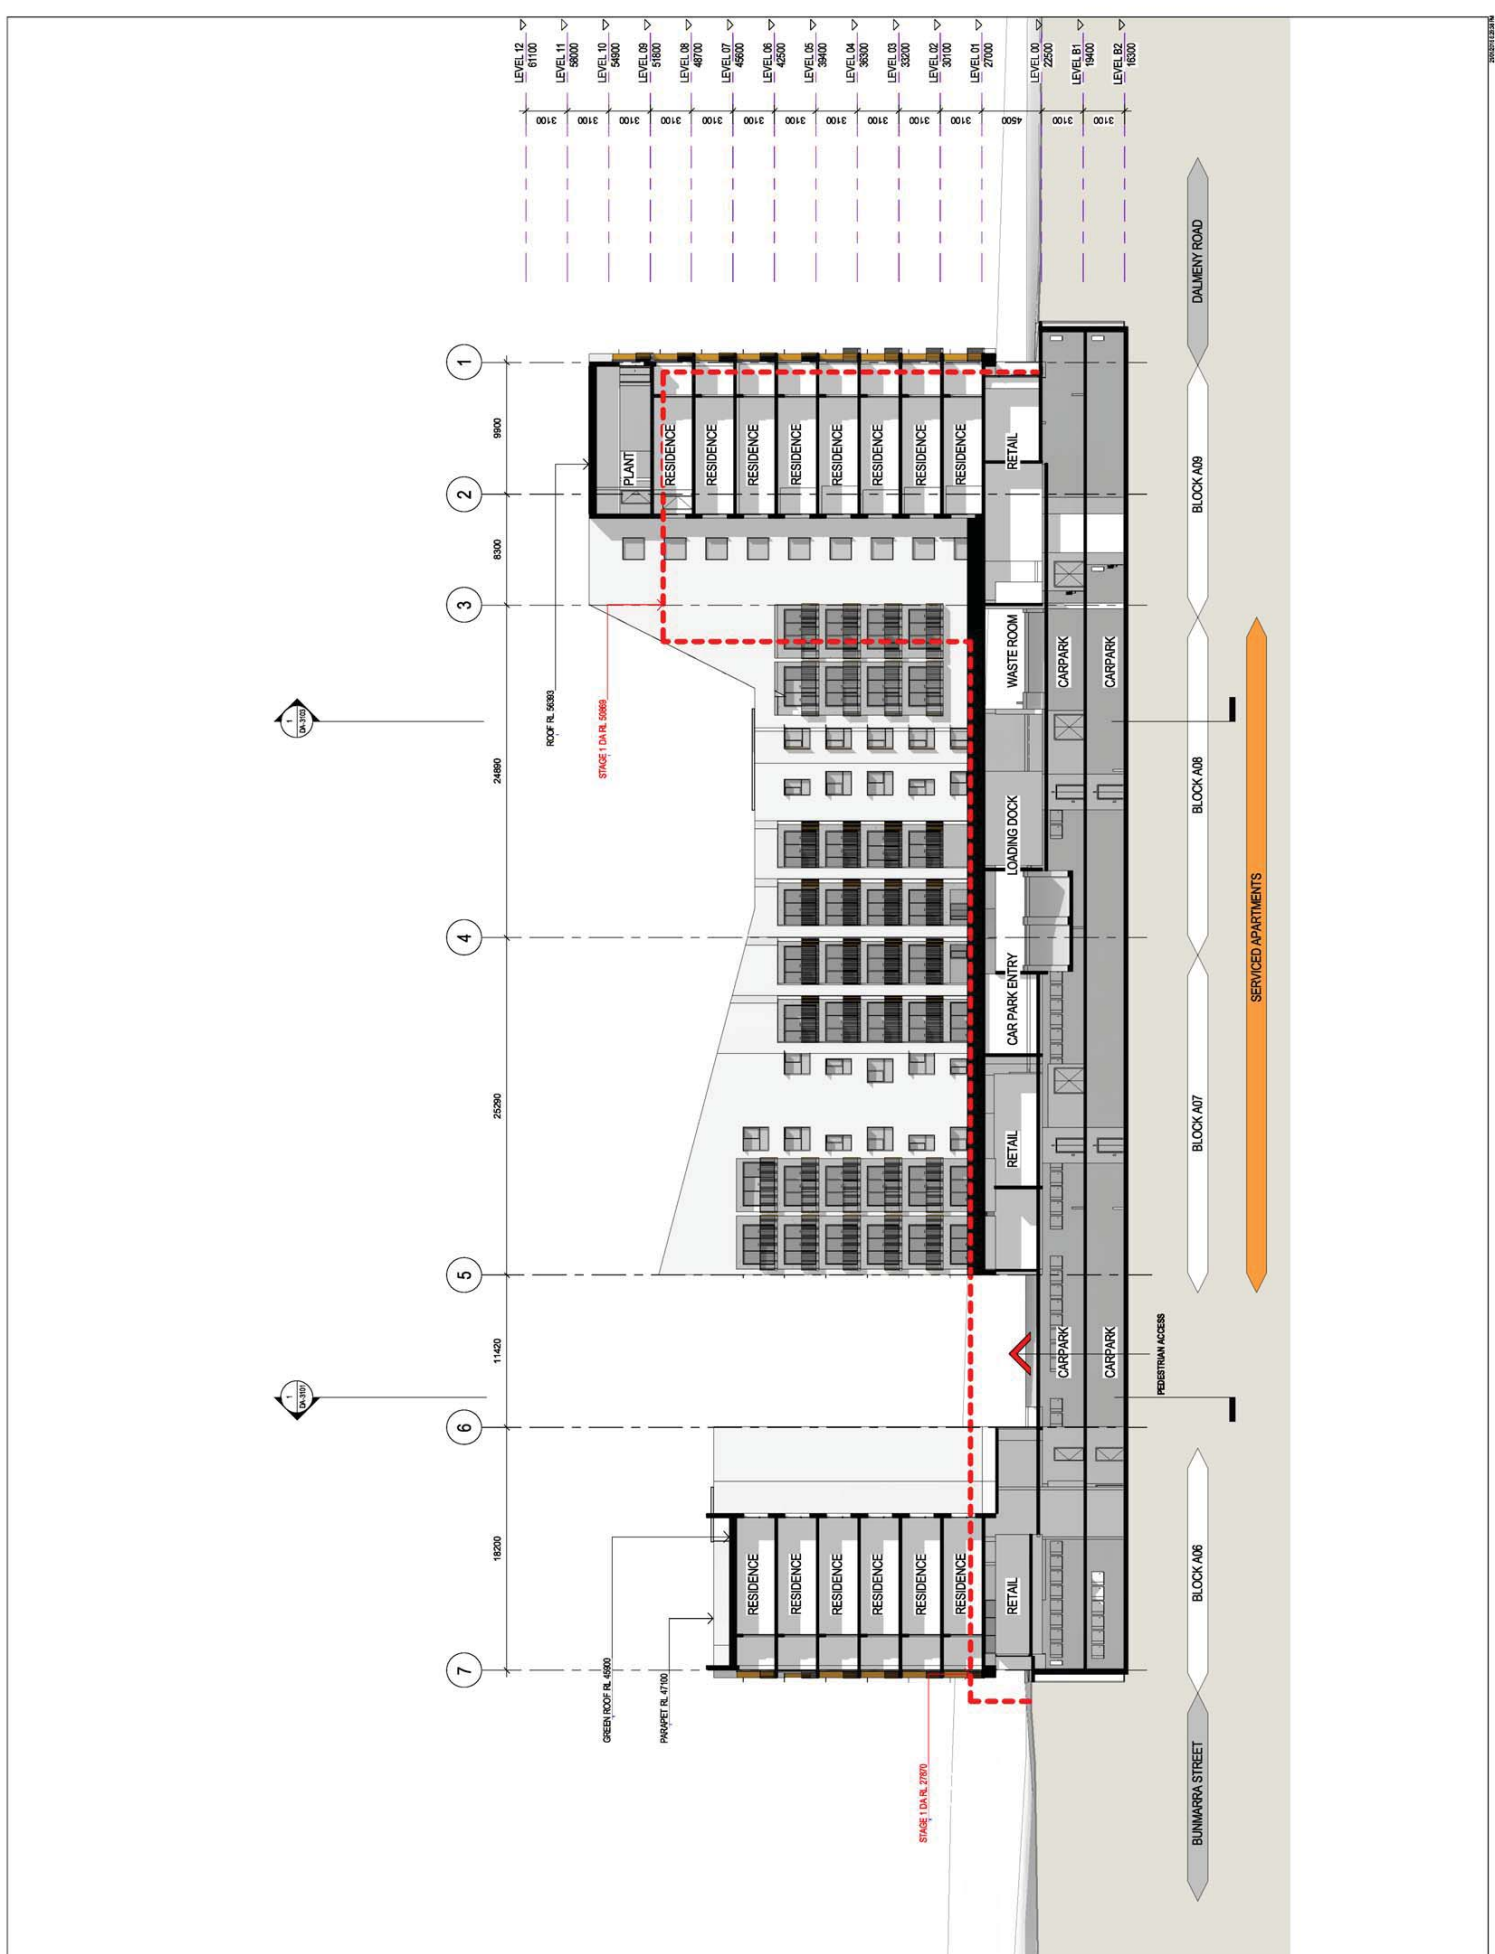 LEVEL 12
61100
LEVEL 11
58000
LEVEL 10
54900
LEVEL 09
51800
LEVEL 08
48700
LEVEL 07
45600
LEVEL 06
42500
LEVEL 05
39400
LEVEL 04
36300
LEVEL 03
33200
LEVEL 02
30100
LEVEL 01
27000
LEVEL 00
22500
LEVEL B1
19400
LEVEL B2
16300
3100
3100
3100
3100
3100
3100
3100
3100
3100
3100
3100
4500
3100
3100
1
DA-3101
1
DA-3103
7
6
5
4
3
2
1
18200
11420
25290
24890
8300
9900
GREEN ROOF RL 45900
PARAPET RL 47100
STAGE 1 DA RL 27870
ROOF RL 56393
STAGE 1 DA RL 50869
PLANT
RESIDENCE
RESIDENCE
RESIDENCE
RESIDENCE
RESIDENCE
RESIDENCE
RESIDENCE
RESIDENCE
RESIDENCE
RESIDENCE
RESIDENCE
RESIDENCE
RESIDENCE
RESIDENCE
RETAIL
RETAIL
CAR PARK ENTRY
LOADING DOCK
WASTE ROOM
RETAIL
CARPARK
CARPARK
CARPARK
CARPARK
PEDESTRIAN ACCESS
BUNMARRA STREET
BLOCK A06
BLOCK A07
BLOCK A08
BLOCK A09
DALMENY ROAD
SERVICED APARTMENTS